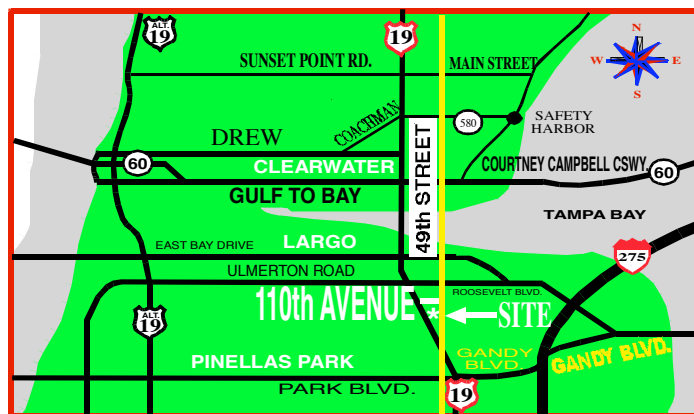 ALT.
19
19
N
W E
S
SUNSET POINT RD.
MAIN STREET
COACHMAN
580
SAFETY
HARBOR
DREW
60
CLEARWATER
COURTNEY CAMPBELL CSWY.
60
GULF TO BAY
49th STREET
TAMPA BAY
EAST BAY DRIVE
LARGO
275
ULMERTON ROAD
ROOSEVELT BLVD.
110th AVENUE
*
SITE
ALT.
19
PINELLAS PARK
GANDY
BLVD.
GANDY BLVD.
PARK BLVD.
19